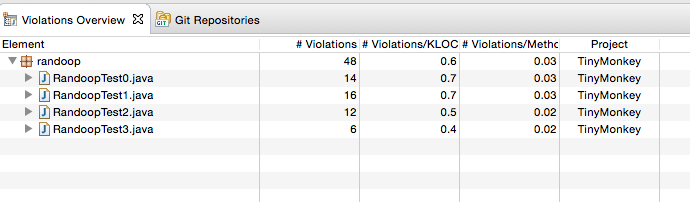 Violations Overview Git Repositories
Element # Violations # Violations/KLOC # Violations/Metho Project
randoop 48 0.6 0.03 TinyMonkey
RandoopTest0.java 14 0.7 0.03 TinyMonkey
RandoopTest1.java 16 0.7 0.03 TinyMonkey
RandoopTest2.java 12 0.5 0.02 TinyMonkey
RandoopTest3.java 6 0.4 0.02 TinyMonkey